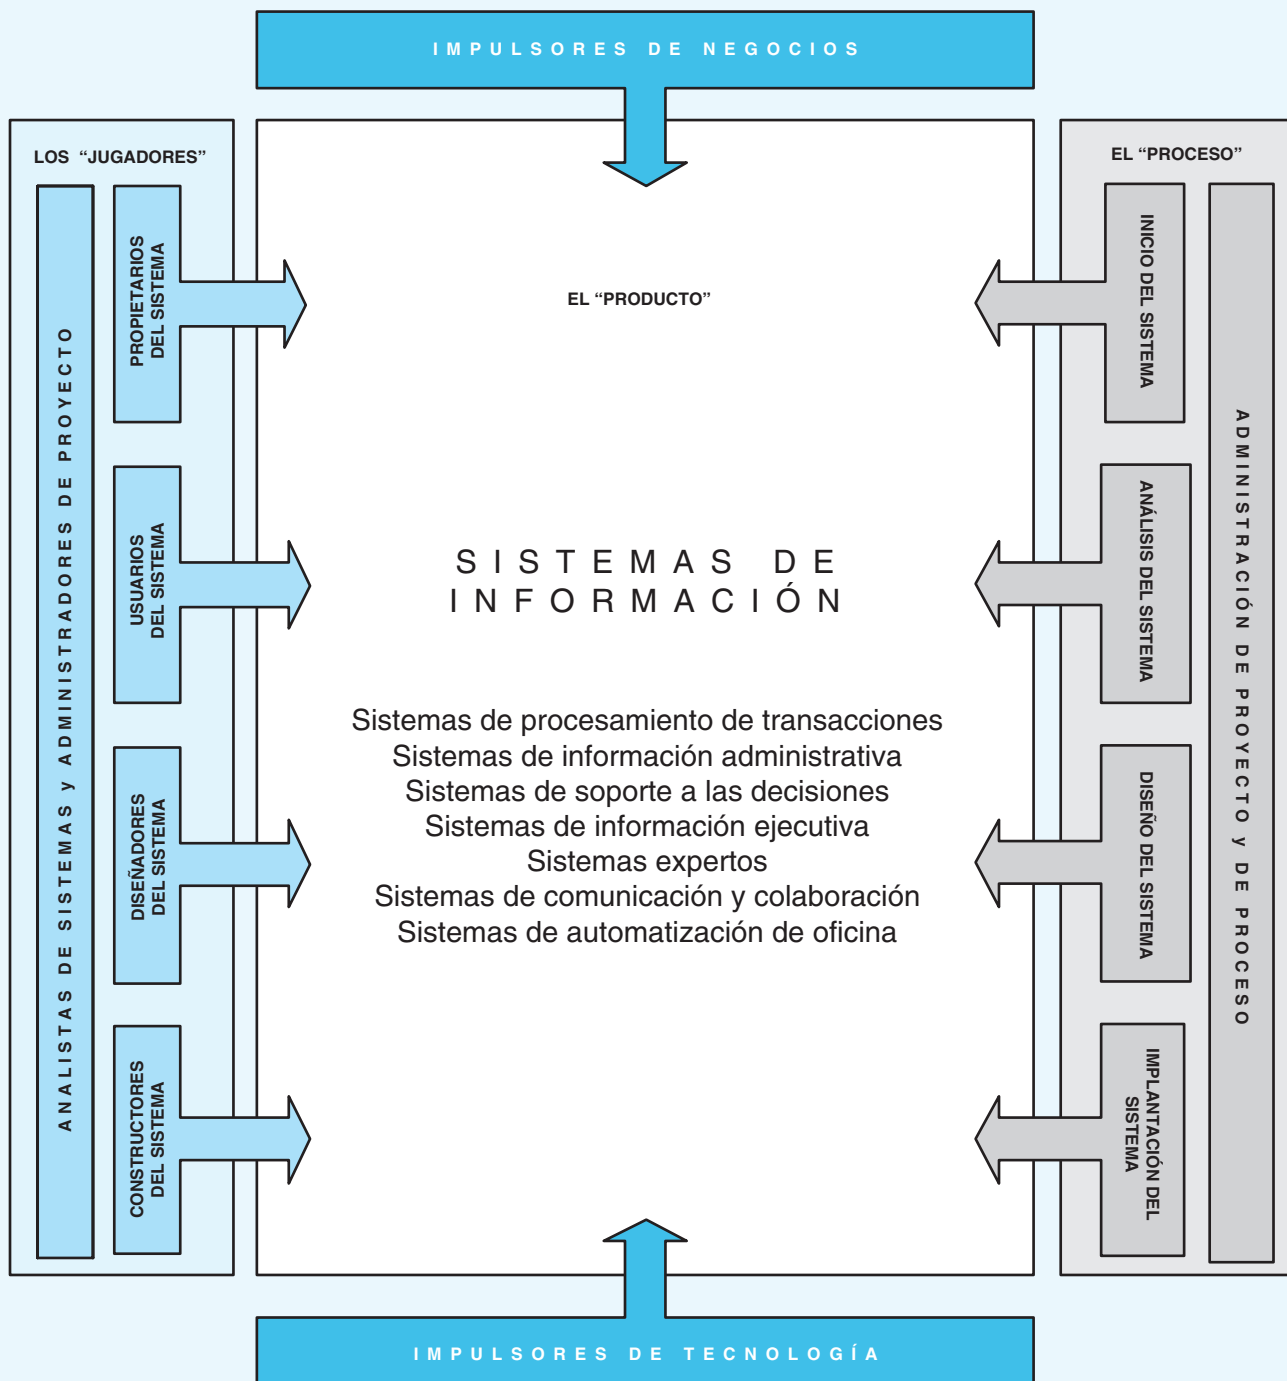 IMPULSORES DE NEGOCIOS
LOS “JUGADORES”
ANALISTAS DE SISTEMAS y ADMINISTRADORES DE PROYECTO
PROPIETARIOS
DEL SISTEMA
USUARIOS
DEL SISTEMA
DISEÑADORES
DEL SISTEMA
CONSTRUCTORES
DEL SISTEMA
EL “PRODUCTO”
SISTEMAS DE
INFORMACIÓN
Sistemas de procesamiento de transacciones
Sistemas de información administrativa
Sistemas de soporte a las decisiones
Sistemas de información ejecutiva
Sistemas expertos
Sistemas de comunicación y colaboración
Sistemas de automatización de oficina
EL “PROCESO”
INICIO DEL SISTEMA
ANÁLISIS DEL SISTEMA
DISEÑO DEL SISTEMA
IMPLANTACIÓN DEL
SISTEMA
ADMINISTRACIÓN DE PROYECTO y DE PROCESO
IMPULSORES DE TECNOLOGÍA